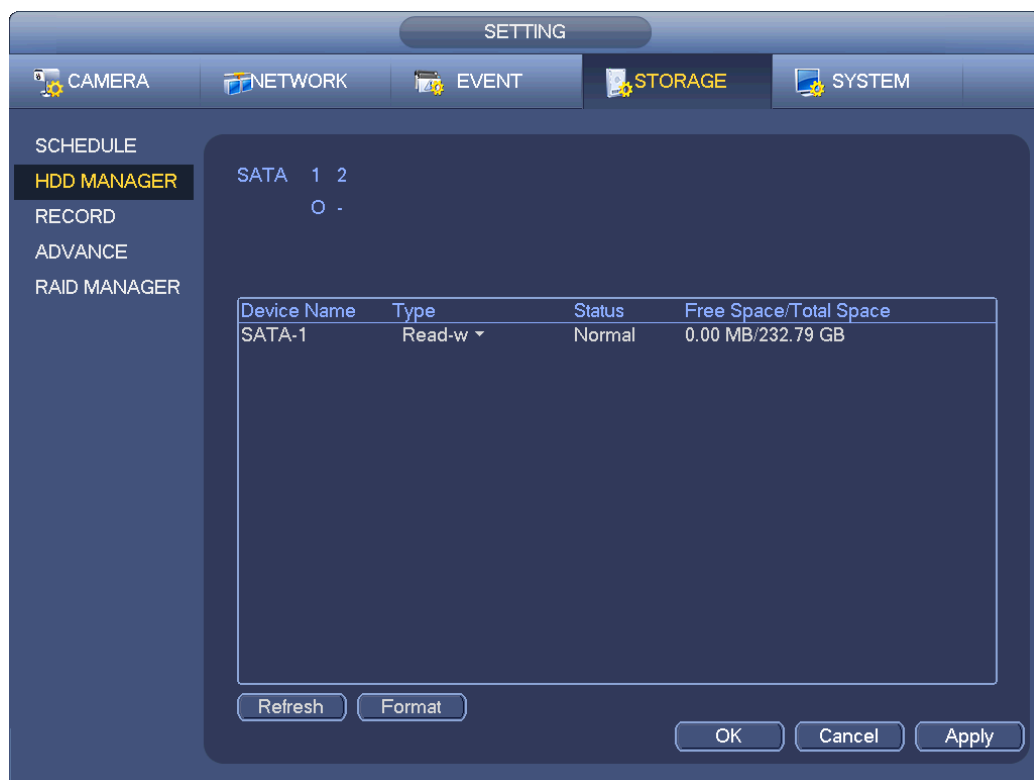 SETTING
CAMERA NETWORK EVENT STORAGE SYSTEM
SCHEDULE
HDD MANAGER
RECORD
ADVANCE
RAID MANAGER
SATA 1 2
O -
Device Name Type Status Free Space/Total Space
SATA-1 Read-w Normal 0.00 MB/232.79 GB
Refresh Format
OK Cancel Apply